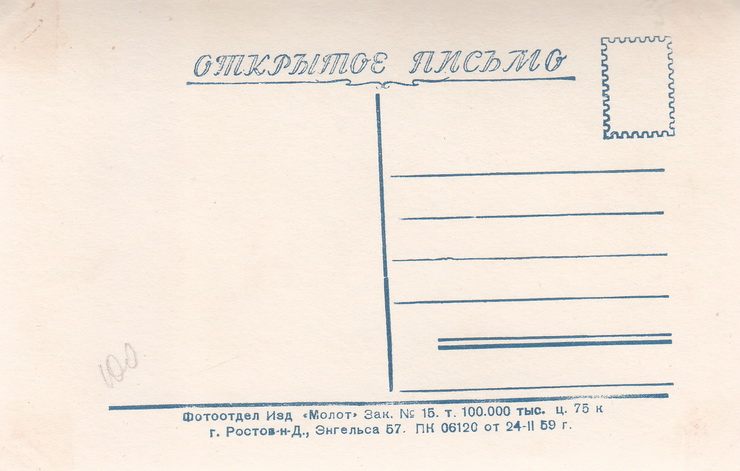 ОТКРЫТОЕ ПИСЬМО
100
Фотоотдел Изд «Молот» Зак. № 15. т. 100.000 тыс. ц. 75 к
г. Ростов-н-Д., Энгельса 57. ПК 06120 от 24-II 59 г.